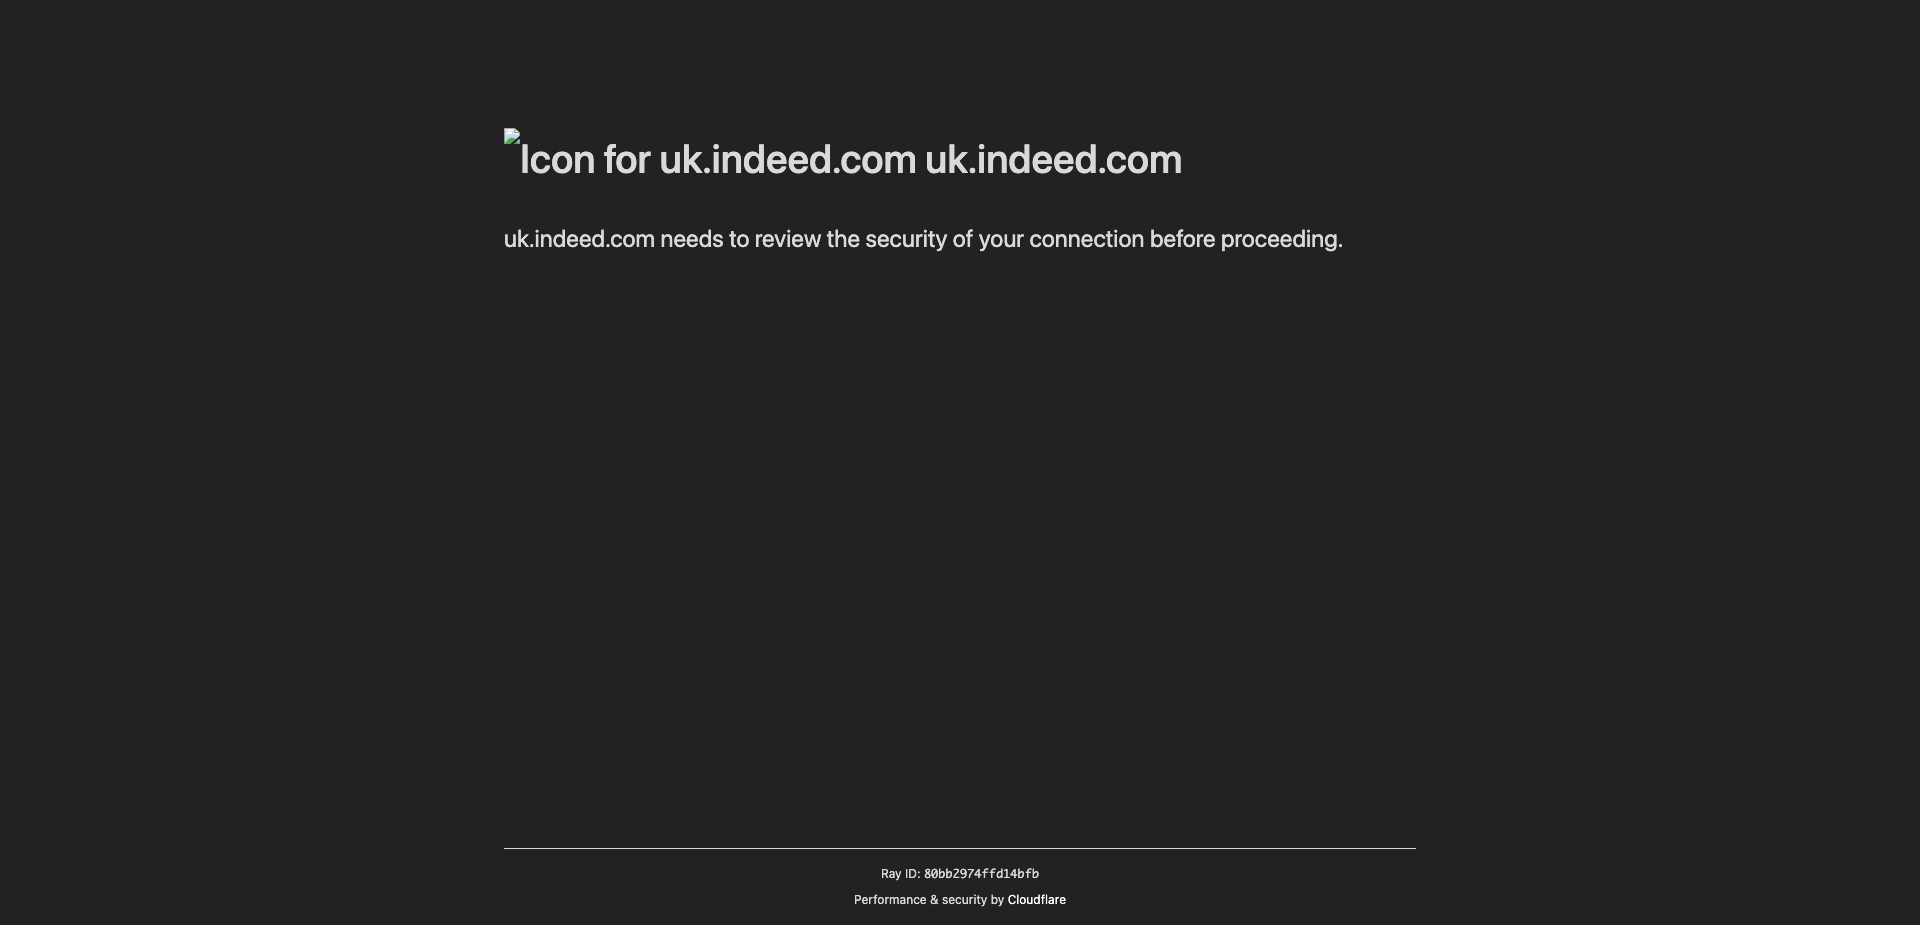 Icon for uk.indeed.com uk.indeed.com
uk.indeed.com needs to review the security of your connection before proceeding.
Ray ID: 80bb2974ffd14bfb
Performance & security by Cloudflare